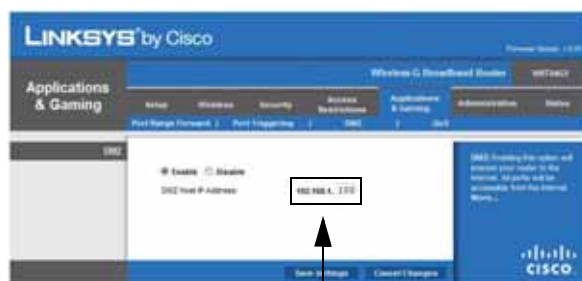 LINKSYS by Cisco
Wireless-G Broadband Router
Applications & Gaming
Setup Wireless Security Access Restrictions Applications & Gaming Administration Status
Port Range Forward | Port Triggering | DMZ | QoS
DMZ
Enable Disable
DMZ Host IP Address: 192.168.1. 100
More...
Save Settings Cancel Changes
CISCO